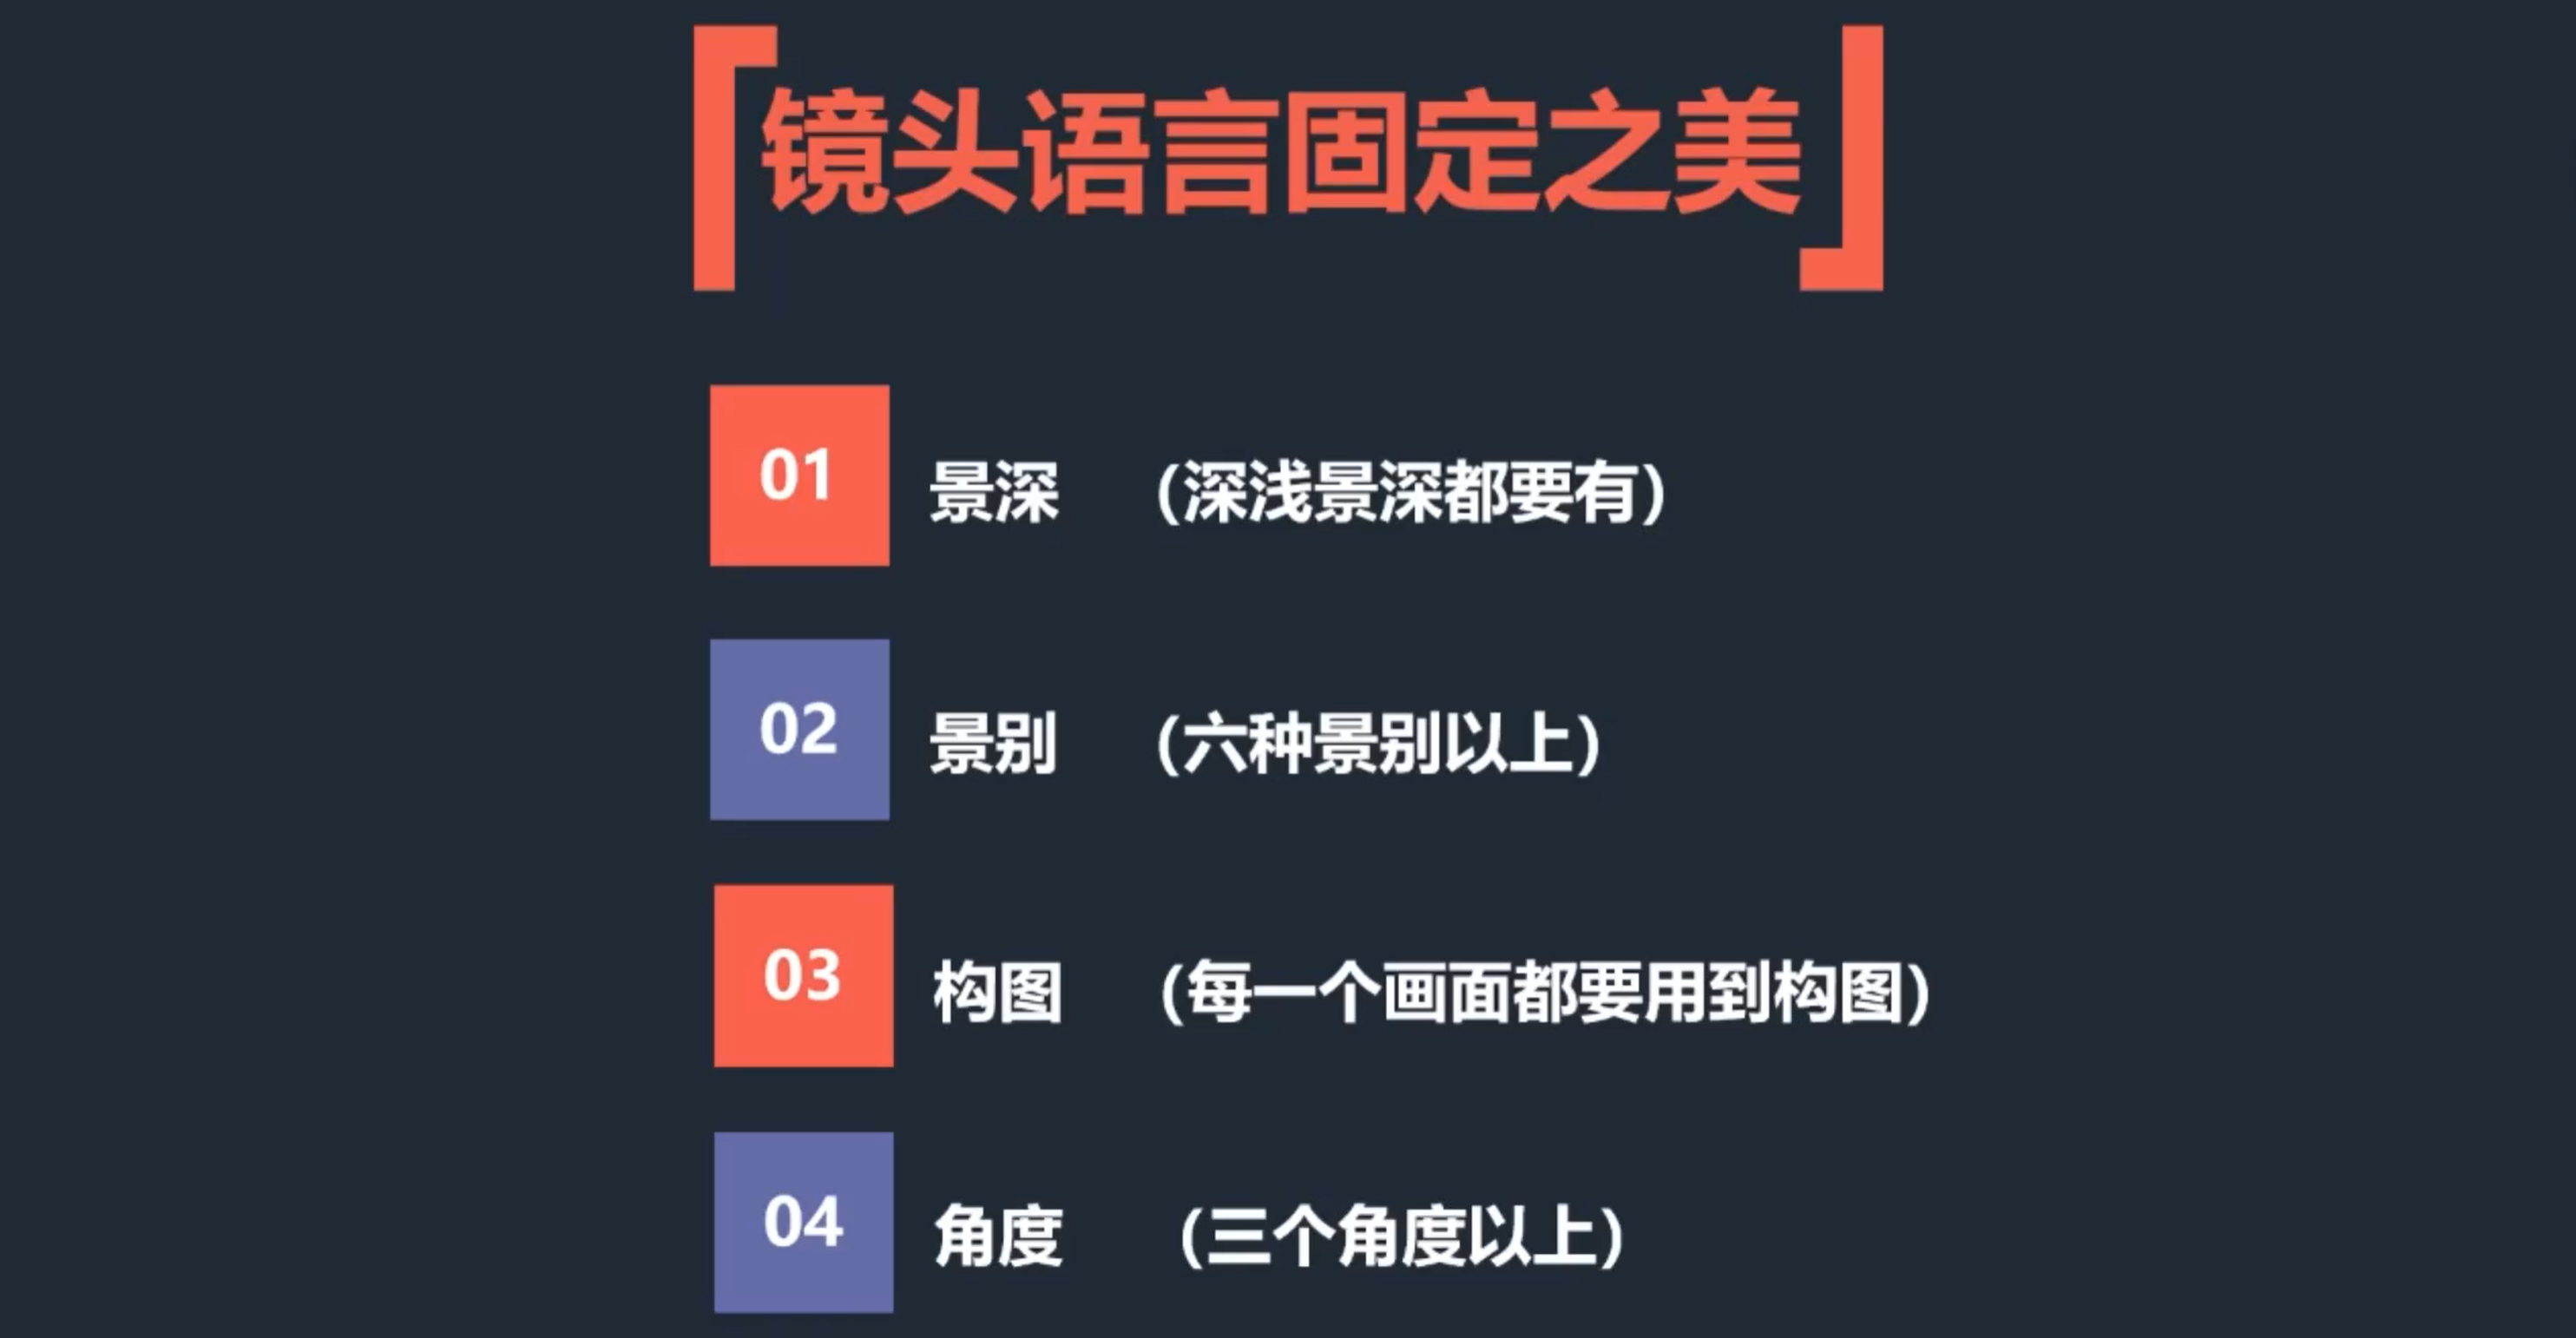 镜头语言固定之美
01 景深 （深浅景深都要有）
02 景别 （六种景别以上）
03 构图 （每一个画面都要用到构图）
04 角度 （三个角度以上）